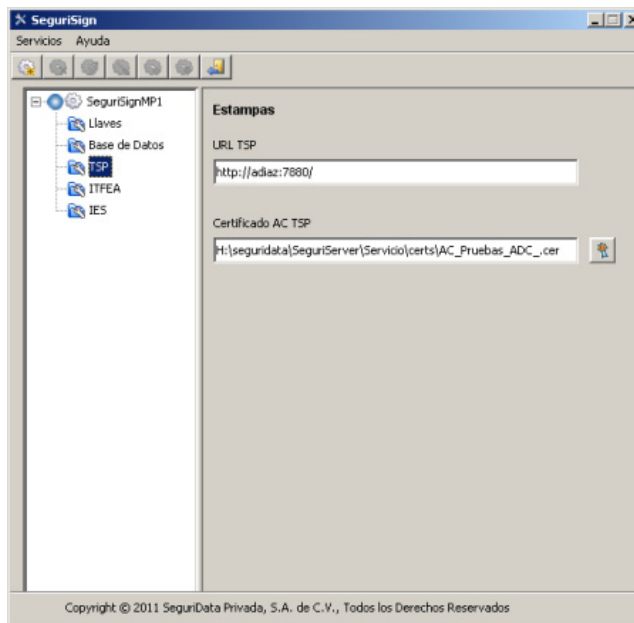 SeguriSign
Servicios Ayuda
SeguriSignMP1
Llaves
Base de Datos
TSP
ITFEA
IES
Estampas
URL TSP
http://adiaz:7880/
Certificado AC TSP
H:\seguridata\SeguriServer\Servicio\certs\AC_Pruebas_ADC_.cer
Copyright © 2011 SeguriData Privada, S.A. de C.V., Todos los Derechos Reservados